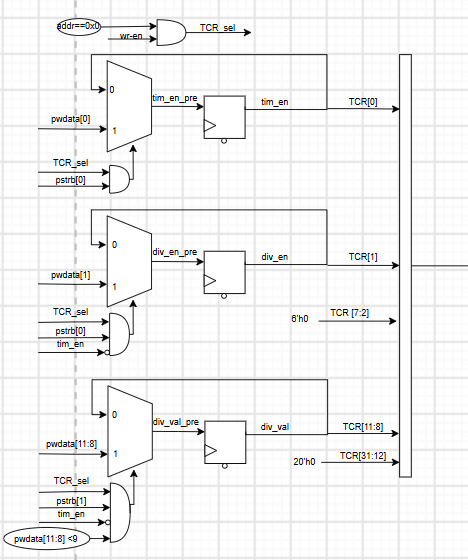 addr==0x0
wr-en
TCR_sel
0
tim_en_pre
tim_en
TCR[0]
pwdata[0]
1
TCR_sel
pstrb[0]
0
div_en_pre
div_en
TCR[1]
pwdata[1]
1
TCR_sel
pstrb[0]
tim_en
6'h0
TCR [7:2]
0
div_val_pre
div_val
TCR[11:8]
pwdata[11:8]
1
20'h0
TCR[31:12]
TCR_sel
pstrb[1]
tim_en
pwdata[11:8] <9